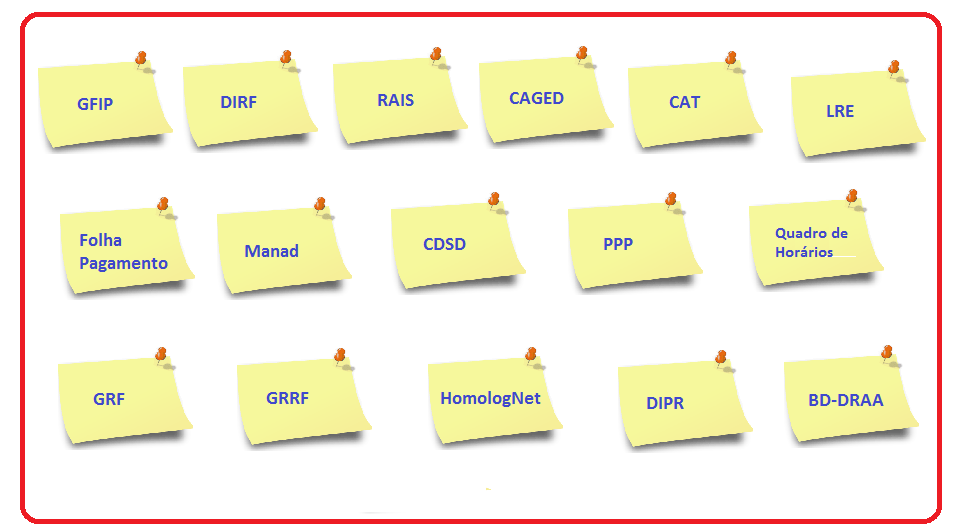 GFIP
DIRF
RAIS
CAGED
CAT
LRE
Folha
Pagamento
Manad
CDSD
PPP
Quadro de
Horários
GRF
GRRF
HomologNet
DIPR
BD-DRAA